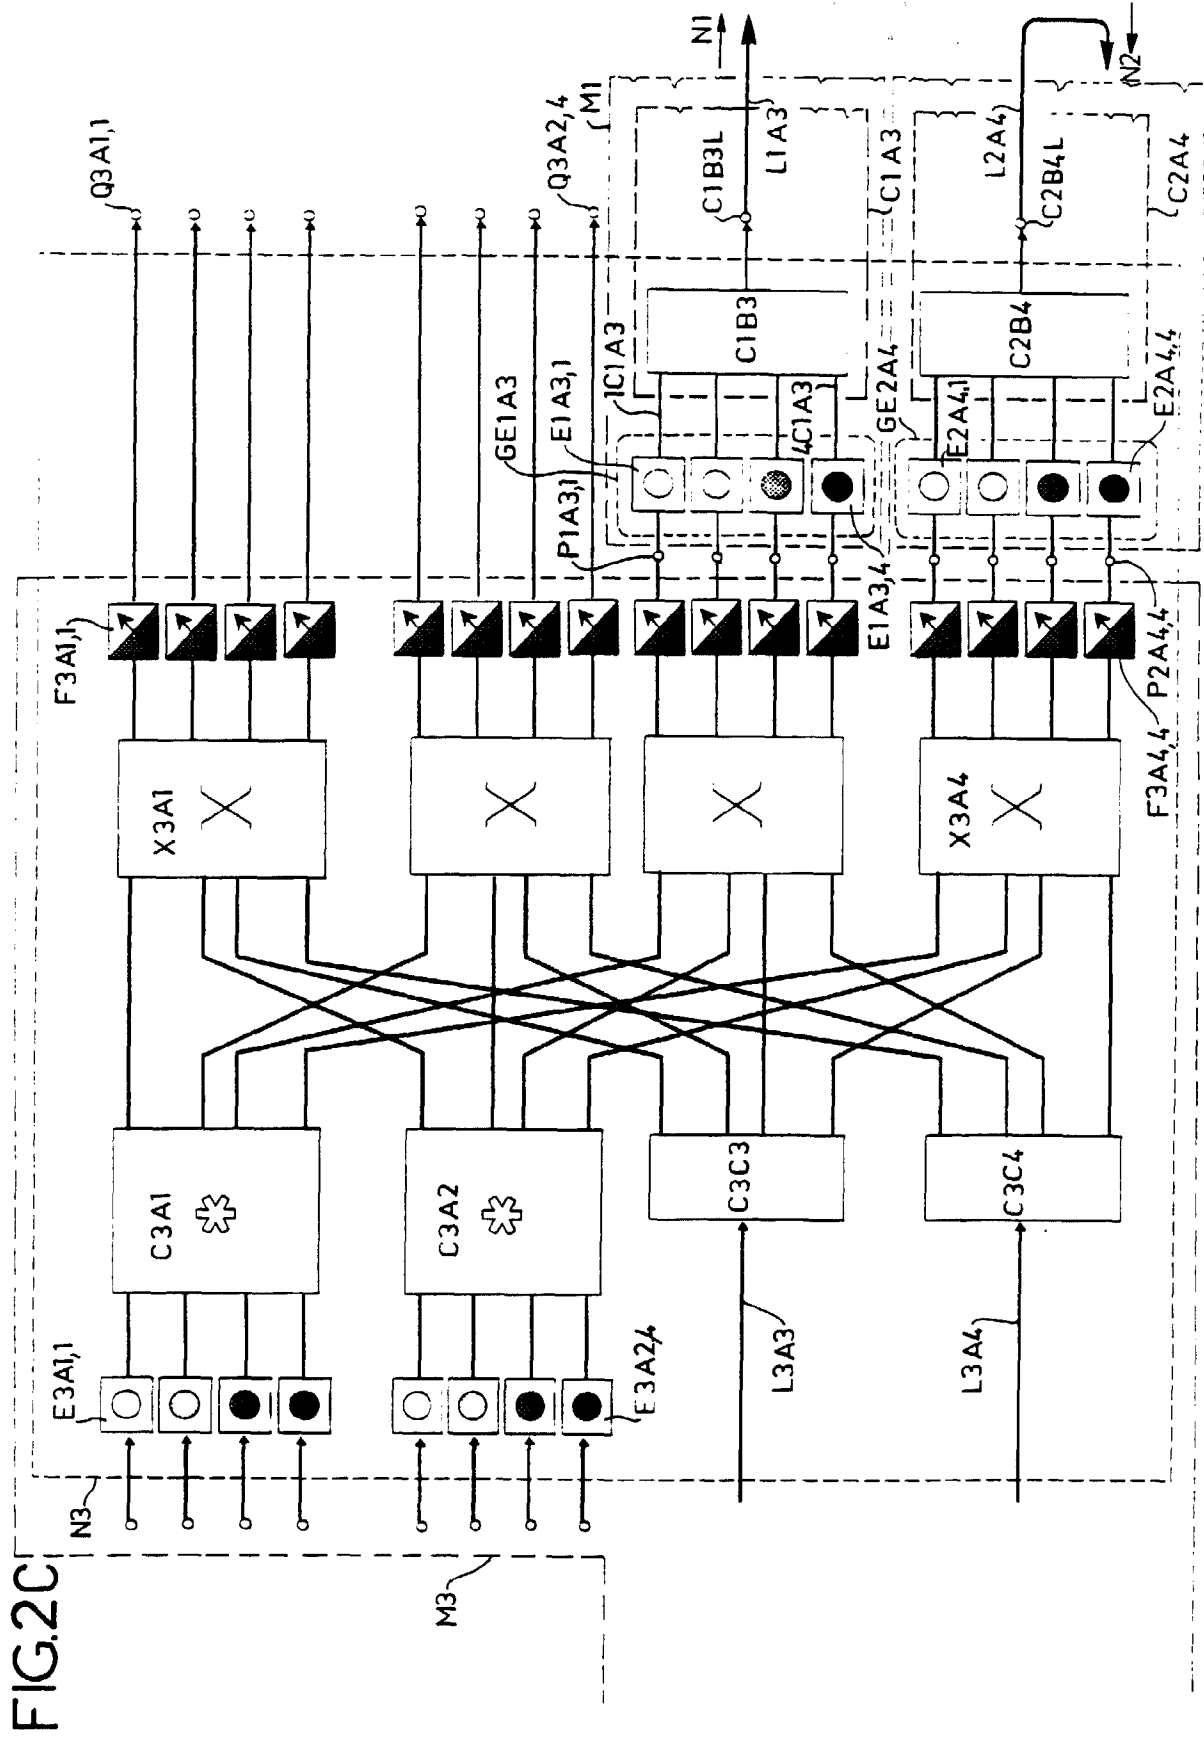 FIG.2C
M3
N3
E3A1,1
E3A2,4
L3A3
L3A4
C3A1
C3A2
C3C3
C3C4
X3A1
X3A4
F3A1,1
F3A4,4
P2A4,4
P1A3,1
E1A3,4
GE1A3
E1A3,1
1C1A3
4C1A3
GE2A4
E2A4,1
E2A4,4
C1B3
C2B4
Q3A1,1
Q3A2,4
M1
C1B3L
L1A3
C1A3
L2A4
C2B4L
C2A4
N1
N2